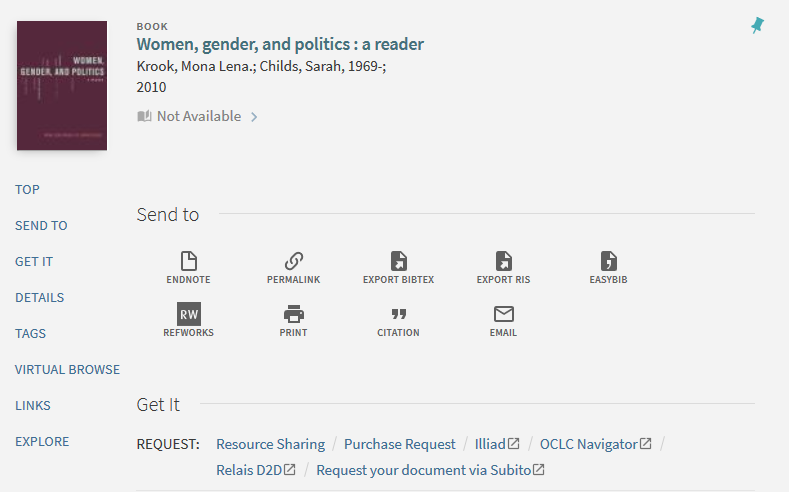 WOMEN,
GENDER, AND POLITICS
BOOK
Women, gender, and politics : a reader
Krook, Mona Lena.; Childs, Sarah, 1969-;
2010
Not Available
TOP
SEND TO
GET IT
DETAILS
TAGS
VIRTUAL BROWSE
LINKS
EXPLORE
Send to
ENDNOTE
PERMALINK
EXPORT BIBTEX
EXPORT RIS
EASYBIB
RW
REFWORKS
PRINT
CITATION
EMAIL
Get It
REQUEST: Resource Sharing / Purchase Request / Illiad / OCLC Navigator /
Relais D2D / Request your document via Subito